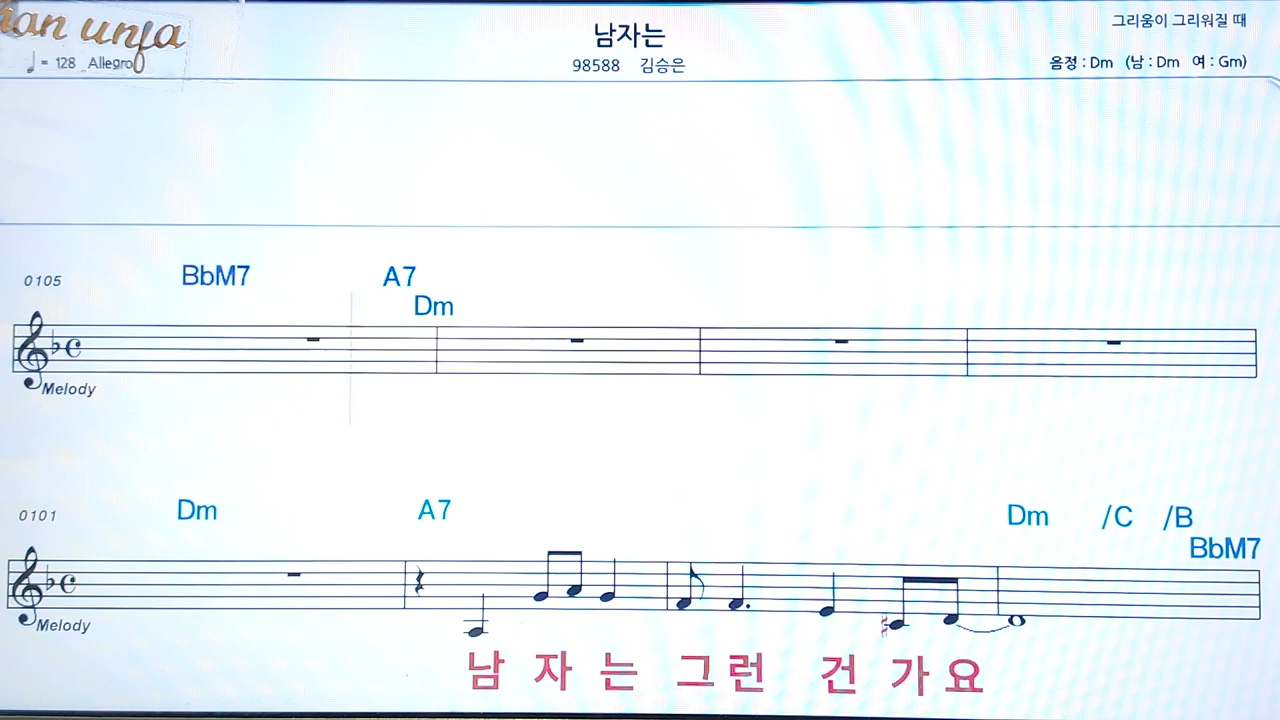 han unja
♩ = 128 Allegro
남자는
98588 김승은
그리움이 그리워질 때
음정 : Dm (남 : Dm 여 : Gm)
0105
BbM7 A7
Dm
Melody
0101
Dm A7 Dm /C /B
BbM7
Melody
남 자 는 그 런 건 가 요